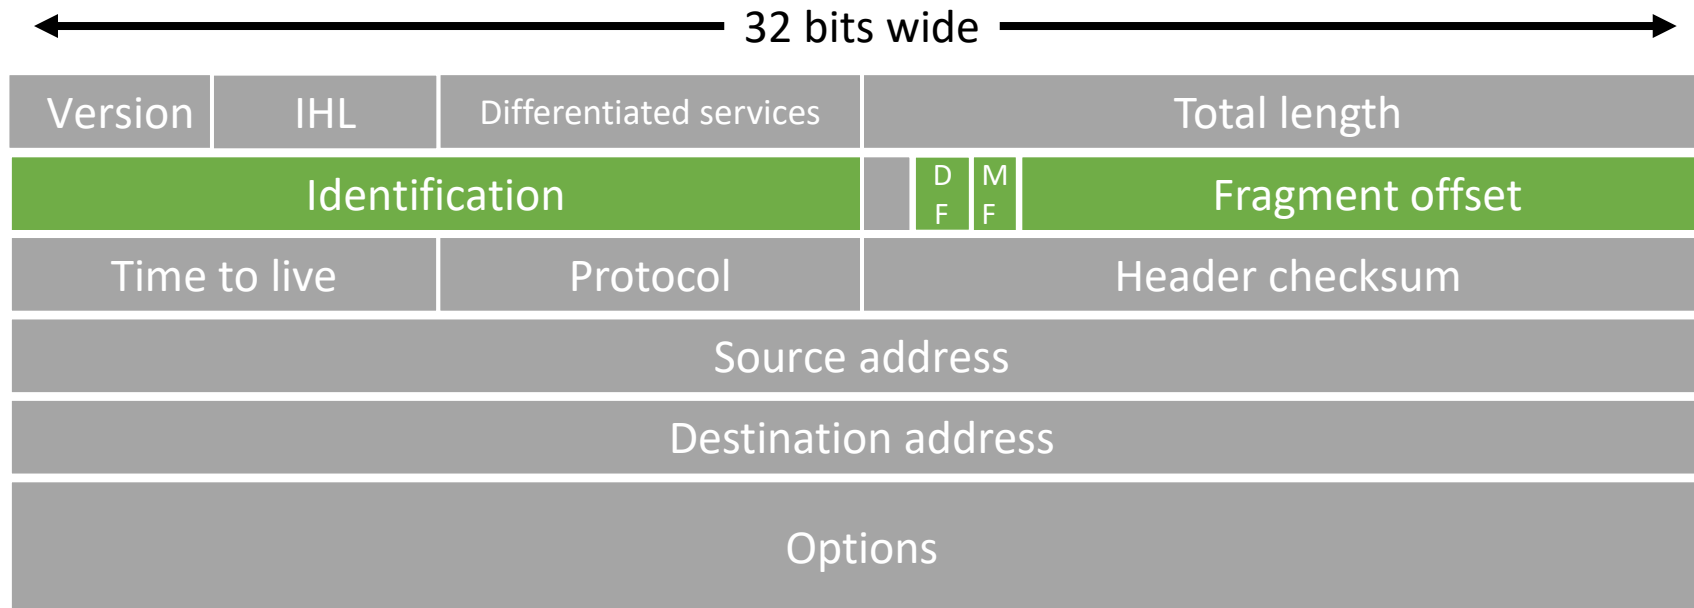 32 bits wide
Version IHL Differentiated services Total length
Identification D F M F Fragment offset
Time to live Protocol Header checksum
Source address
Destination address
Options